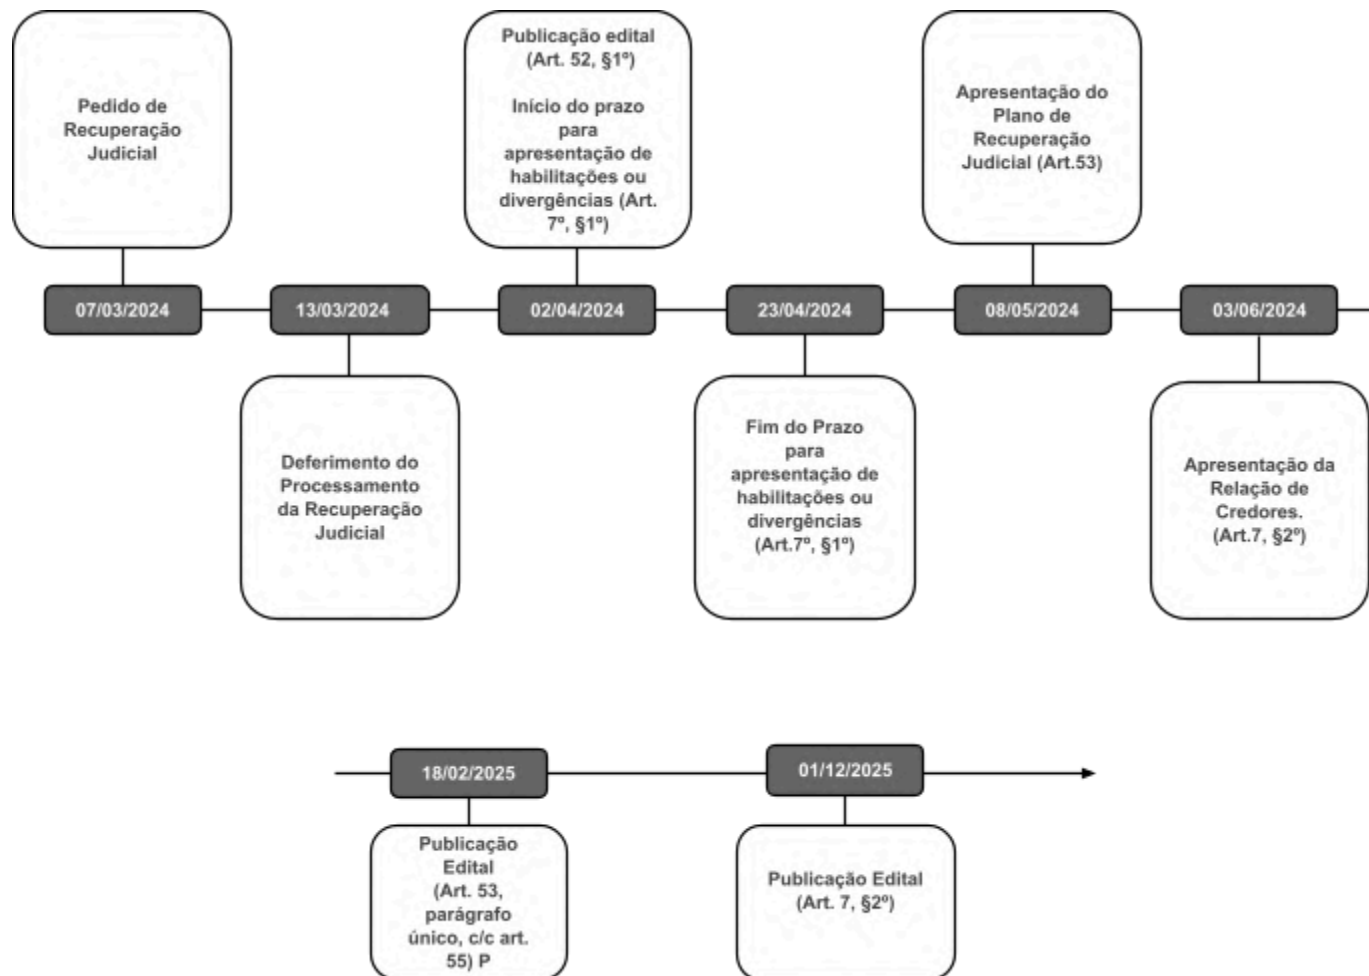 Pedido de
Recuperação
Judicial
07/03/2024
13/03/2024
Deferimento do
Processamento
da Recuperação
Judicial
Publicação edital
(Art. 52, §1º)
Início do prazo
para
apresentação de
habilitações ou
divergências (Art.
7º, §1º)
02/04/2024
23/04/2024
Fim do Prazo
para
apresentação de
habilitações ou
divergências
(Art.7º, §1º)
Apresentação do
Plano de
Recuperação
Judicial (Art.53)
08/05/2024
03/06/2024
Apresentação da
Relação de
Credores.
(Art.7, §2º)
18/02/2025
Publicação
Edital
(Art. 53,
parágrafo
único, c/c art.
55) P
01/12/2025
Publicação Edital
(Art. 7, §2º)